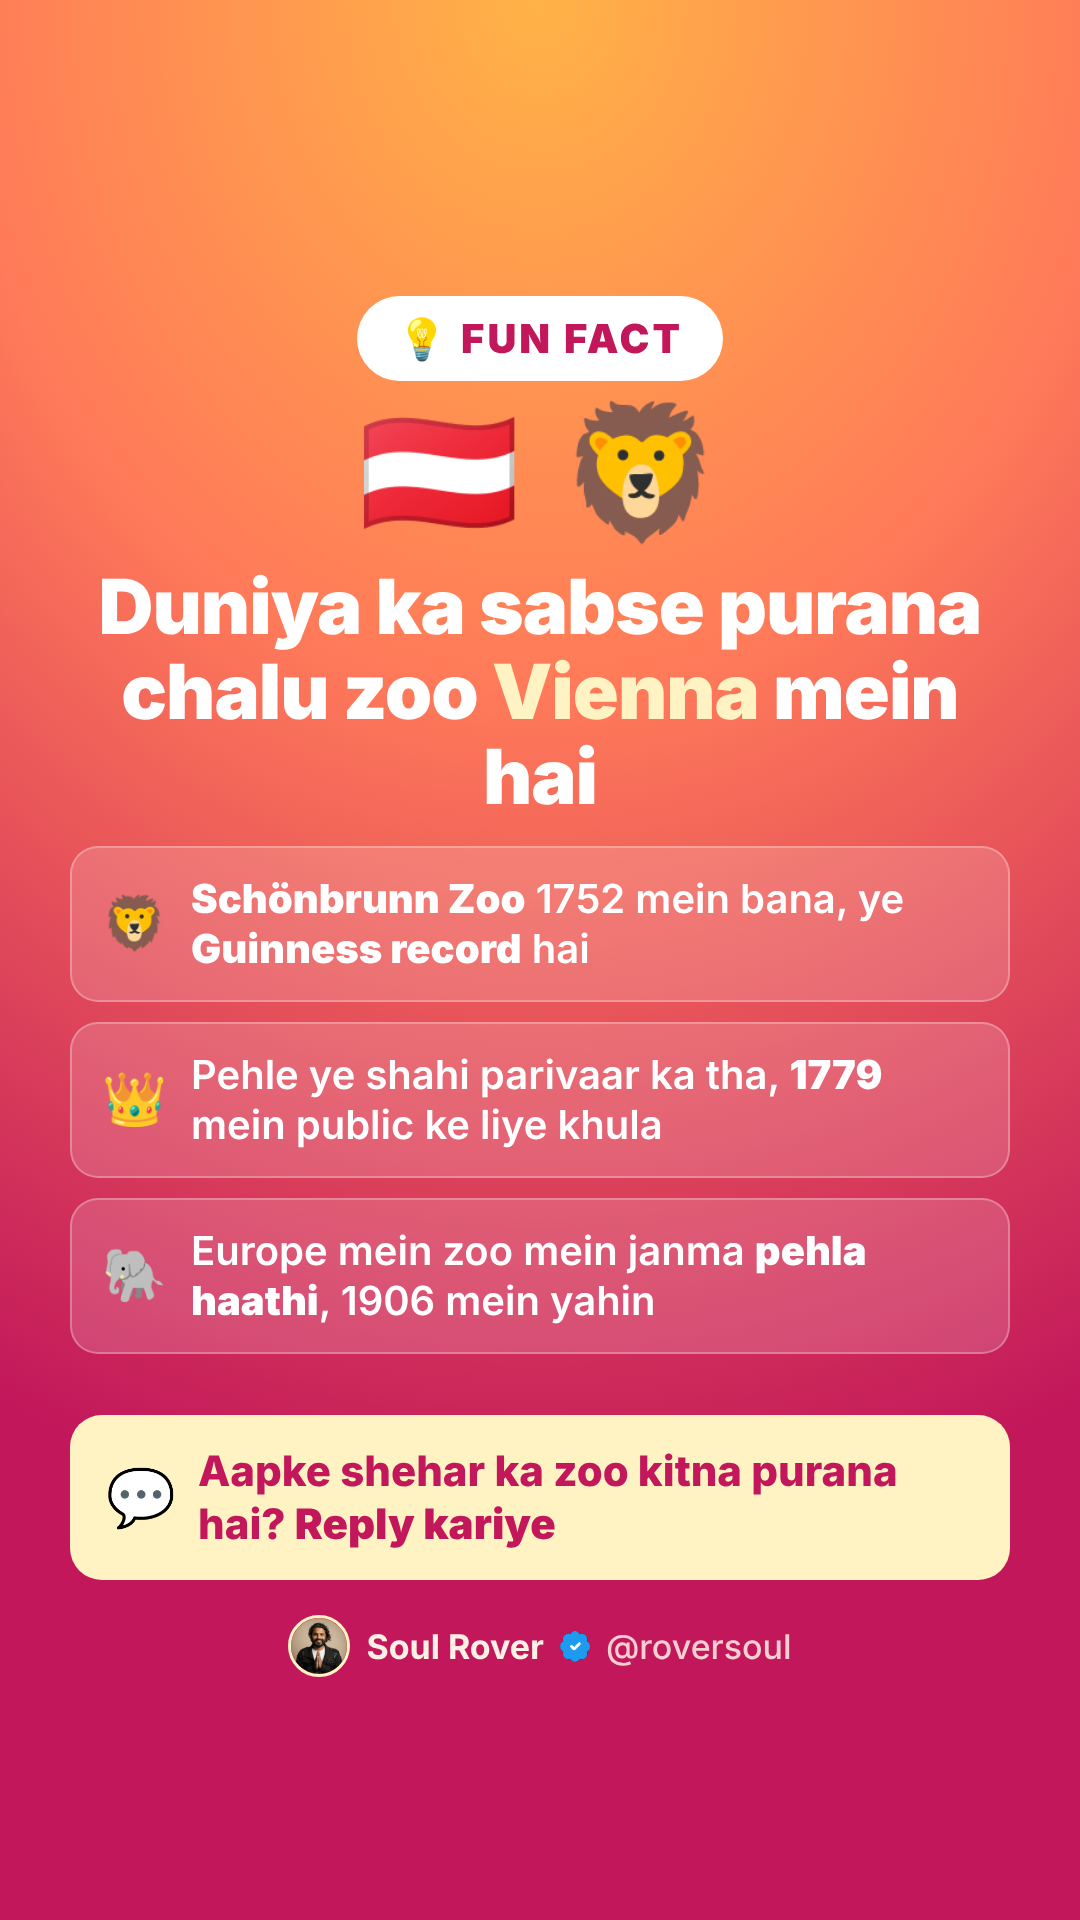 💡 FUN FACT
🇦🇹 🦁
Duniya ka sabse purana
chalu zoo Vienna mein
hai
🦁 Schönbrunn Zoo 1752 mein bana, ye
Guinness record hai
👑 Pehle ye shahi parivaar ka tha, 1779
mein public ke liye khula
🐘 Europe mein zoo mein janma pehla
haathi, 1906 mein yahin
💬 Aapke shehar ka zoo kitna purana
hai? Reply kariye
Soul Rover @roversoul